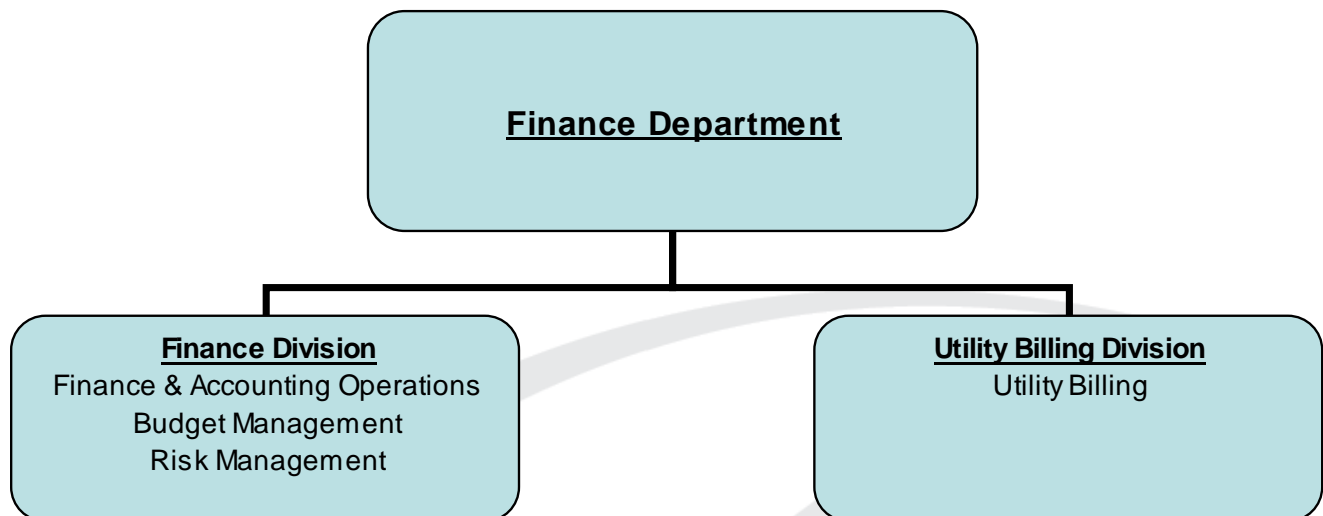 Finance Department
Finance Division
Finance & Accounting Operations
Budget Management
Risk Management
Utility Billing Division
Utility Billing